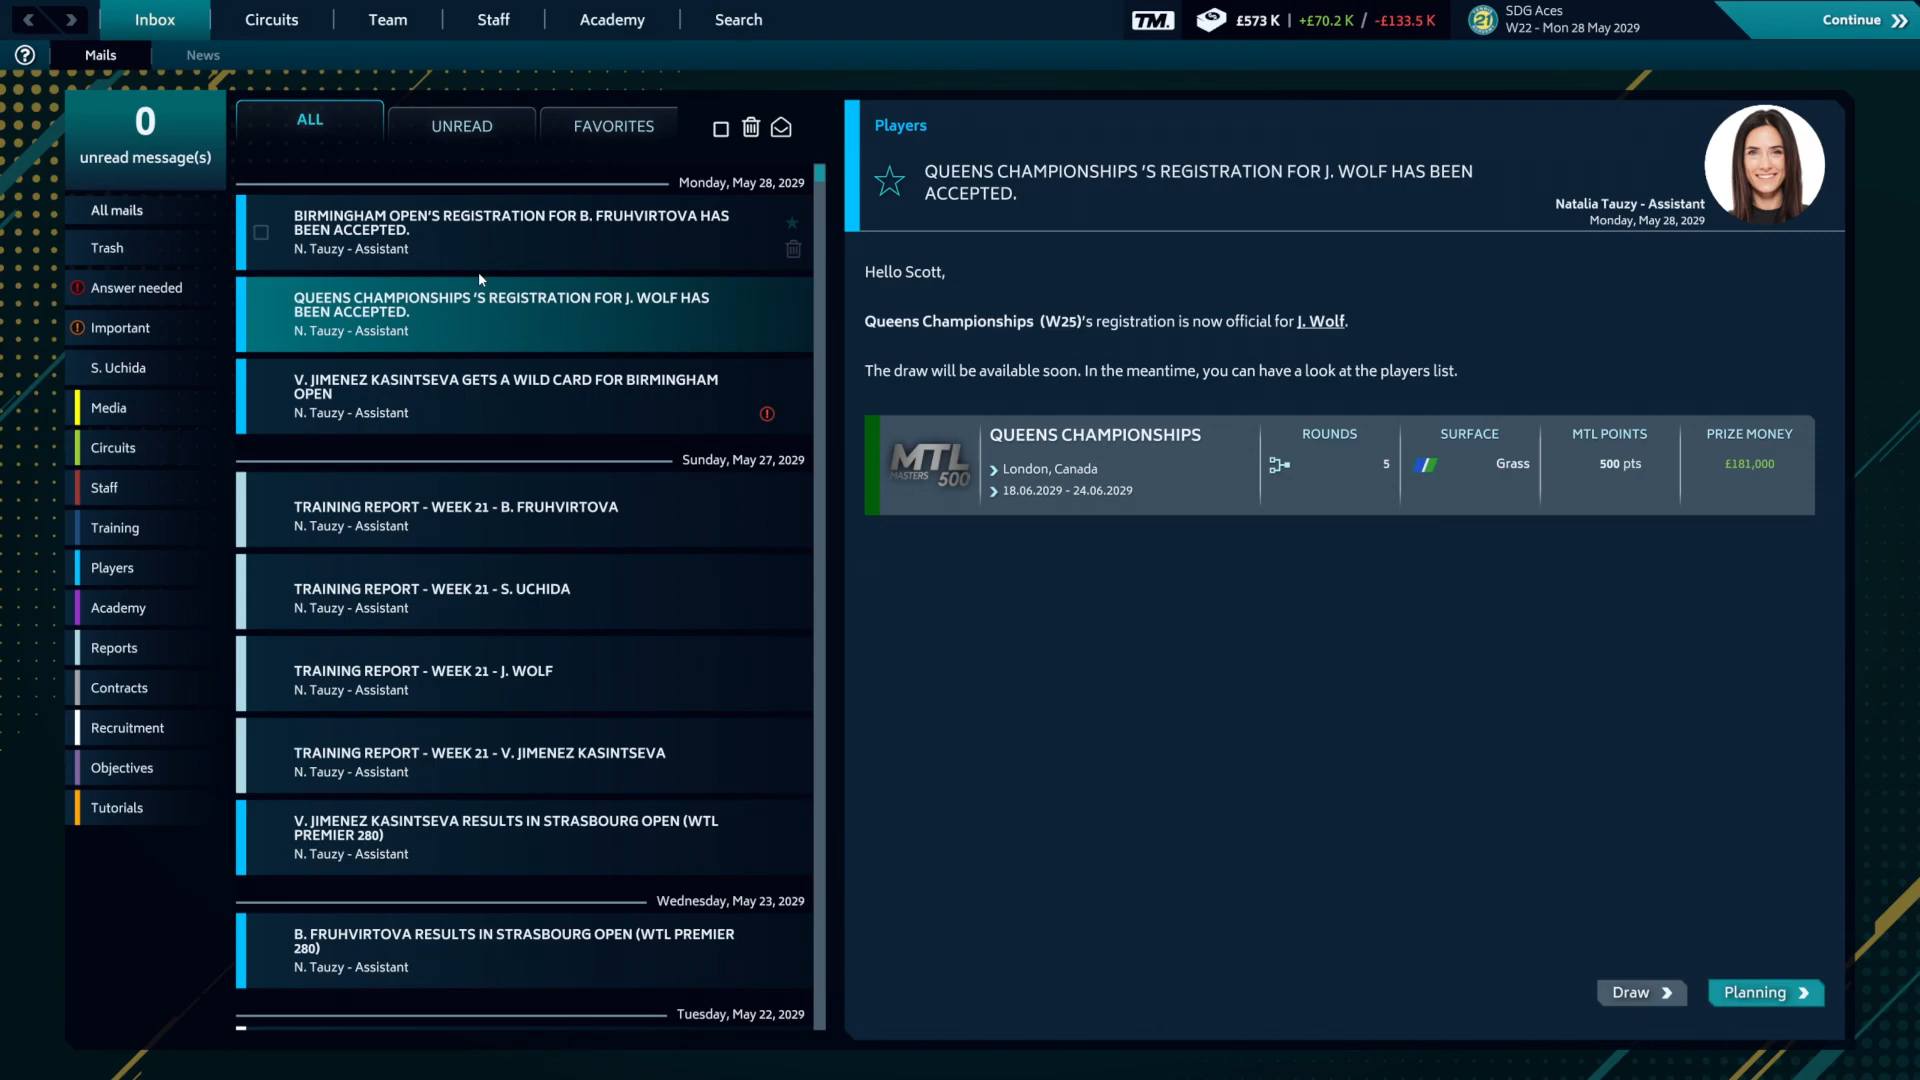 Inbox
Circuits
Team
Staff
Academy
Search
TM.
£573 K | +£70.2 K / -£133.5 K
21
SDG Aces
W22 - Mon 28 May 2029
Continue
Mails
News
0
unread message(s)
All mails
Trash
Answer needed
Important
S. Uchida
Media
Circuits
Staff
Training
Players
Academy
Reports
Contracts
Recruitment
Objectives
Tutorials
ALL
UNREAD
FAVORITES
Monday, May 28, 2029
BIRMINGHAM OPEN'S REGISTRATION FOR B. FRUHVIRTOVA HAS
BEEN ACCEPTED.
N. Tauzy - Assistant
QUEENS CHAMPIONSHIPS 'S REGISTRATION FOR J. WOLF HAS
BEEN ACCEPTED.
N. Tauzy - Assistant
V. JIMENEZ KASINTSEVA GETS A WILD CARD FOR BIRMINGHAM
OPEN
N. Tauzy - Assistant
Sunday, May 27, 2029
TRAINING REPORT - WEEK 21 - B. FRUHVIRTOVA
N. Tauzy - Assistant
TRAINING REPORT - WEEK 21 - S. UCHIDA
N. Tauzy - Assistant
TRAINING REPORT - WEEK 21 - J. WOLF
N. Tauzy - Assistant
TRAINING REPORT - WEEK 21 - V. JIMENEZ KASINTSEVA
N. Tauzy - Assistant
V. JIMENEZ KASINTSEVA RESULTS IN STRASBOURG OPEN (WTL
PREMIER 280)
N. Tauzy - Assistant
Wednesday, May 23, 2029
B. FRUHVIRTOVA RESULTS IN STRASBOURG OPEN (WTL PREMIER
280)
N. Tauzy - Assistant
Tuesday, May 22, 2029
Players
QUEENS CHAMPIONSHIPS 'S REGISTRATION FOR J. WOLF HAS BEEN
ACCEPTED.
Natalia Tauzy - Assistant
Monday, May 28, 2029
Hello Scott,
Queens Championships (W25)'s registration is now official for J. Wolf.
The draw will be available soon. In the meantime, you can have a look at the players list.
MTL
MASTERS 500
QUEENS CHAMPIONSHIPS
London, Canada
18.06.2029 - 24.06.2029
ROUNDS
5
SURFACE
Grass
MTL POINTS
500 pts
PRIZE MONEY
£181,000
Draw
Planning